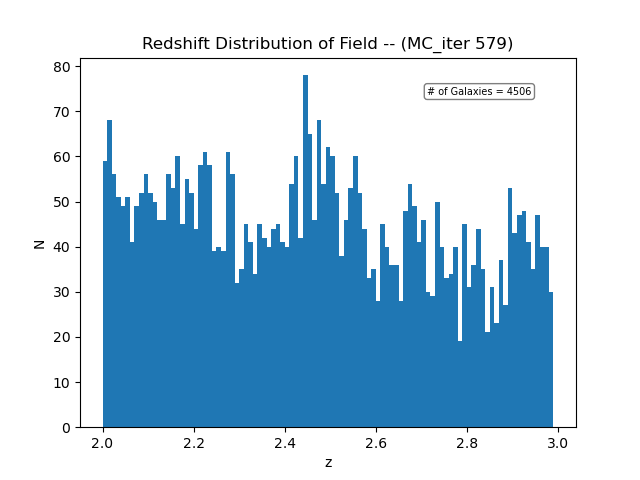 Redshift Distribution of Field -- (MC_iter 579)
# of Galaxies = 4506
80
70
60
50
40
30
20
10
0
N
2.0 2.2 2.4 2.6 2.8 3.0
z